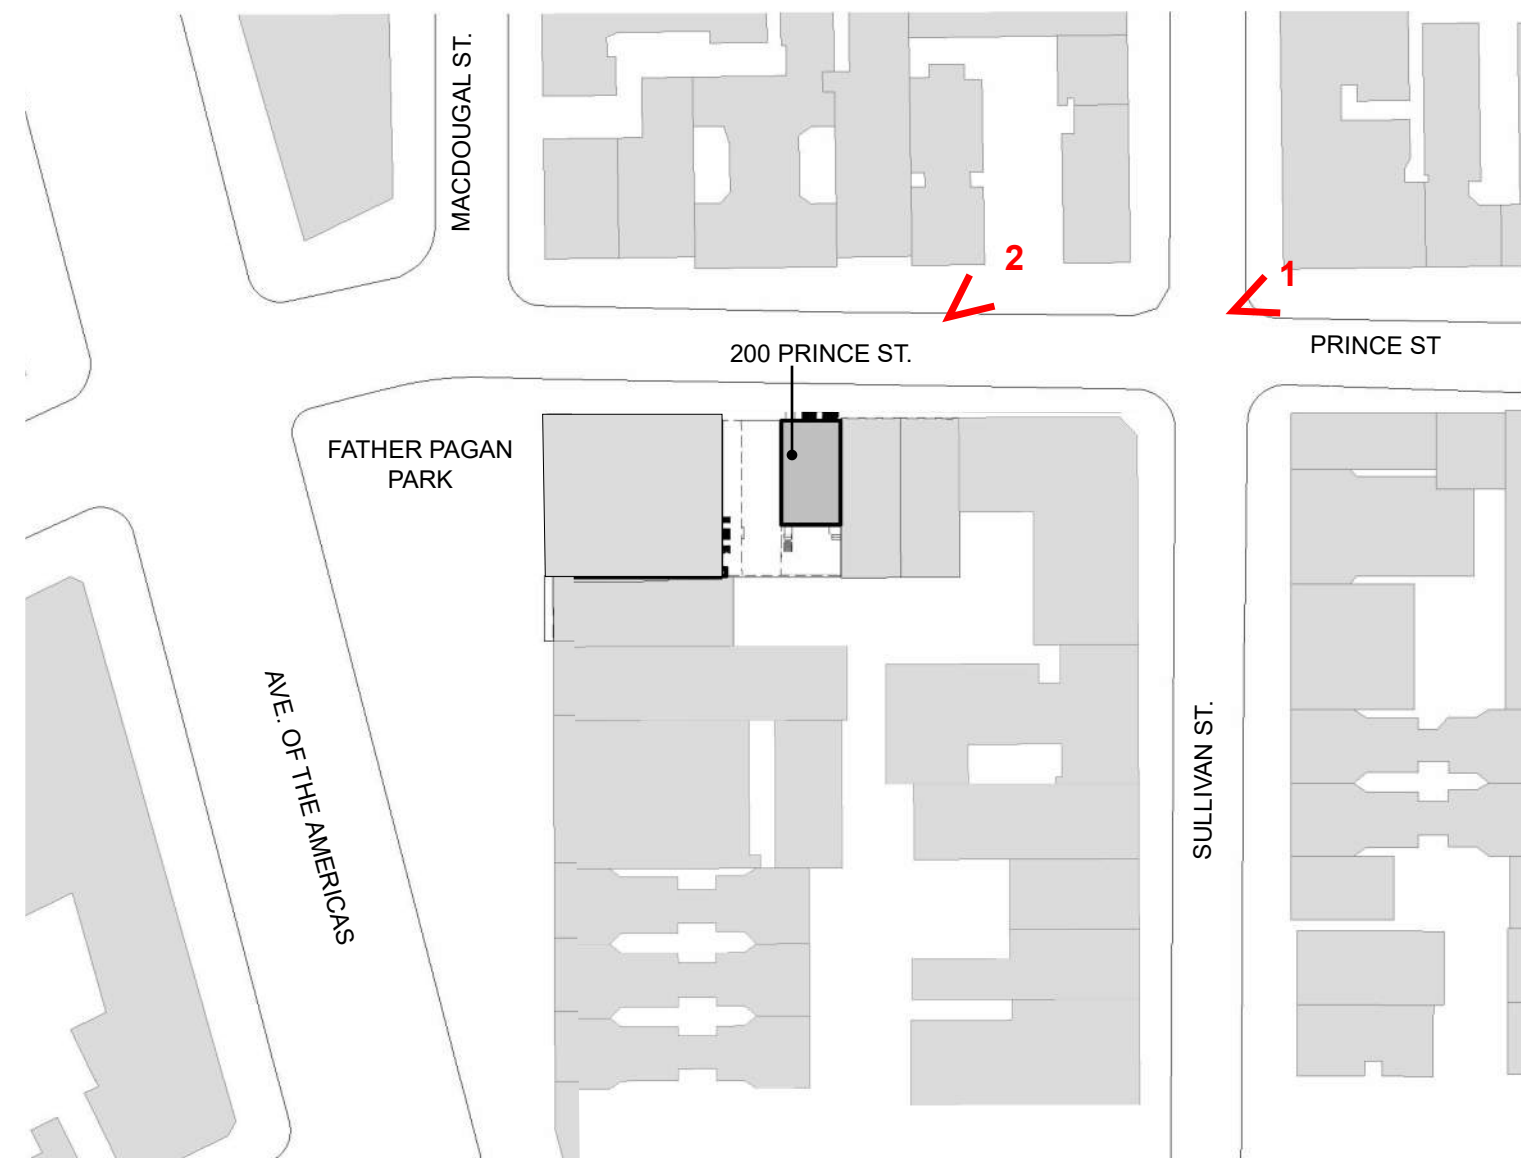 MACDOUGAL ST.
2
1
200 PRINCE ST.
PRINCE ST
FATHER PAGAN
PARK
AVE. OF THE AMERICAS
SULLIVAN ST.